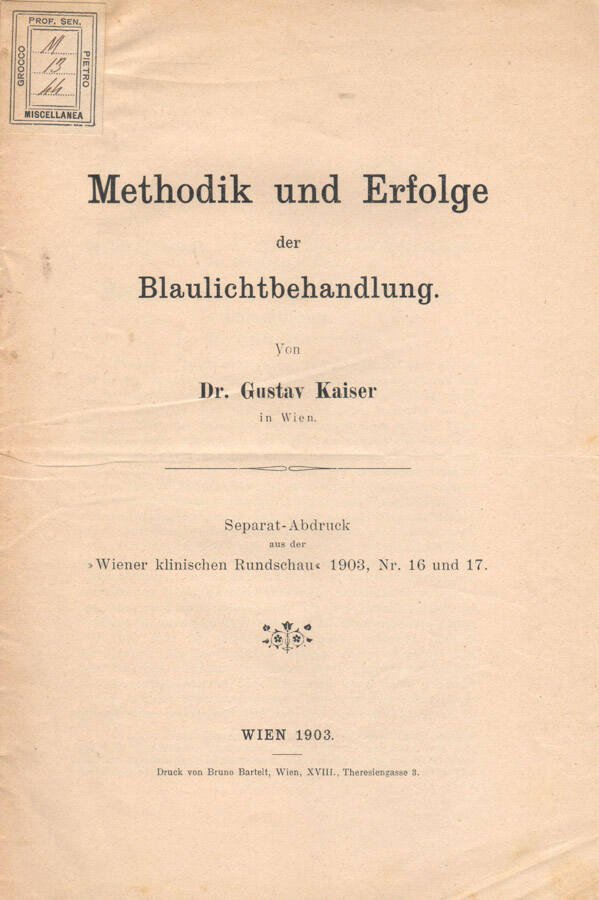 PROF. SEN.
GROCCO
PIETRO
M
13
44
MISCELLANEA
Methodik und Erfolge
der
Blaulichtbehandlung.
Von
Dr. Gustav Kaiser
in Wien.
Separat-Abdruck
aus der
»Wiener klinischen Rundschau« 1903, Nr. 16 und 17.
WIEN 1903.
Druck von Bruno Bartelt, Wien, XVIII., Theresiengasse 3.